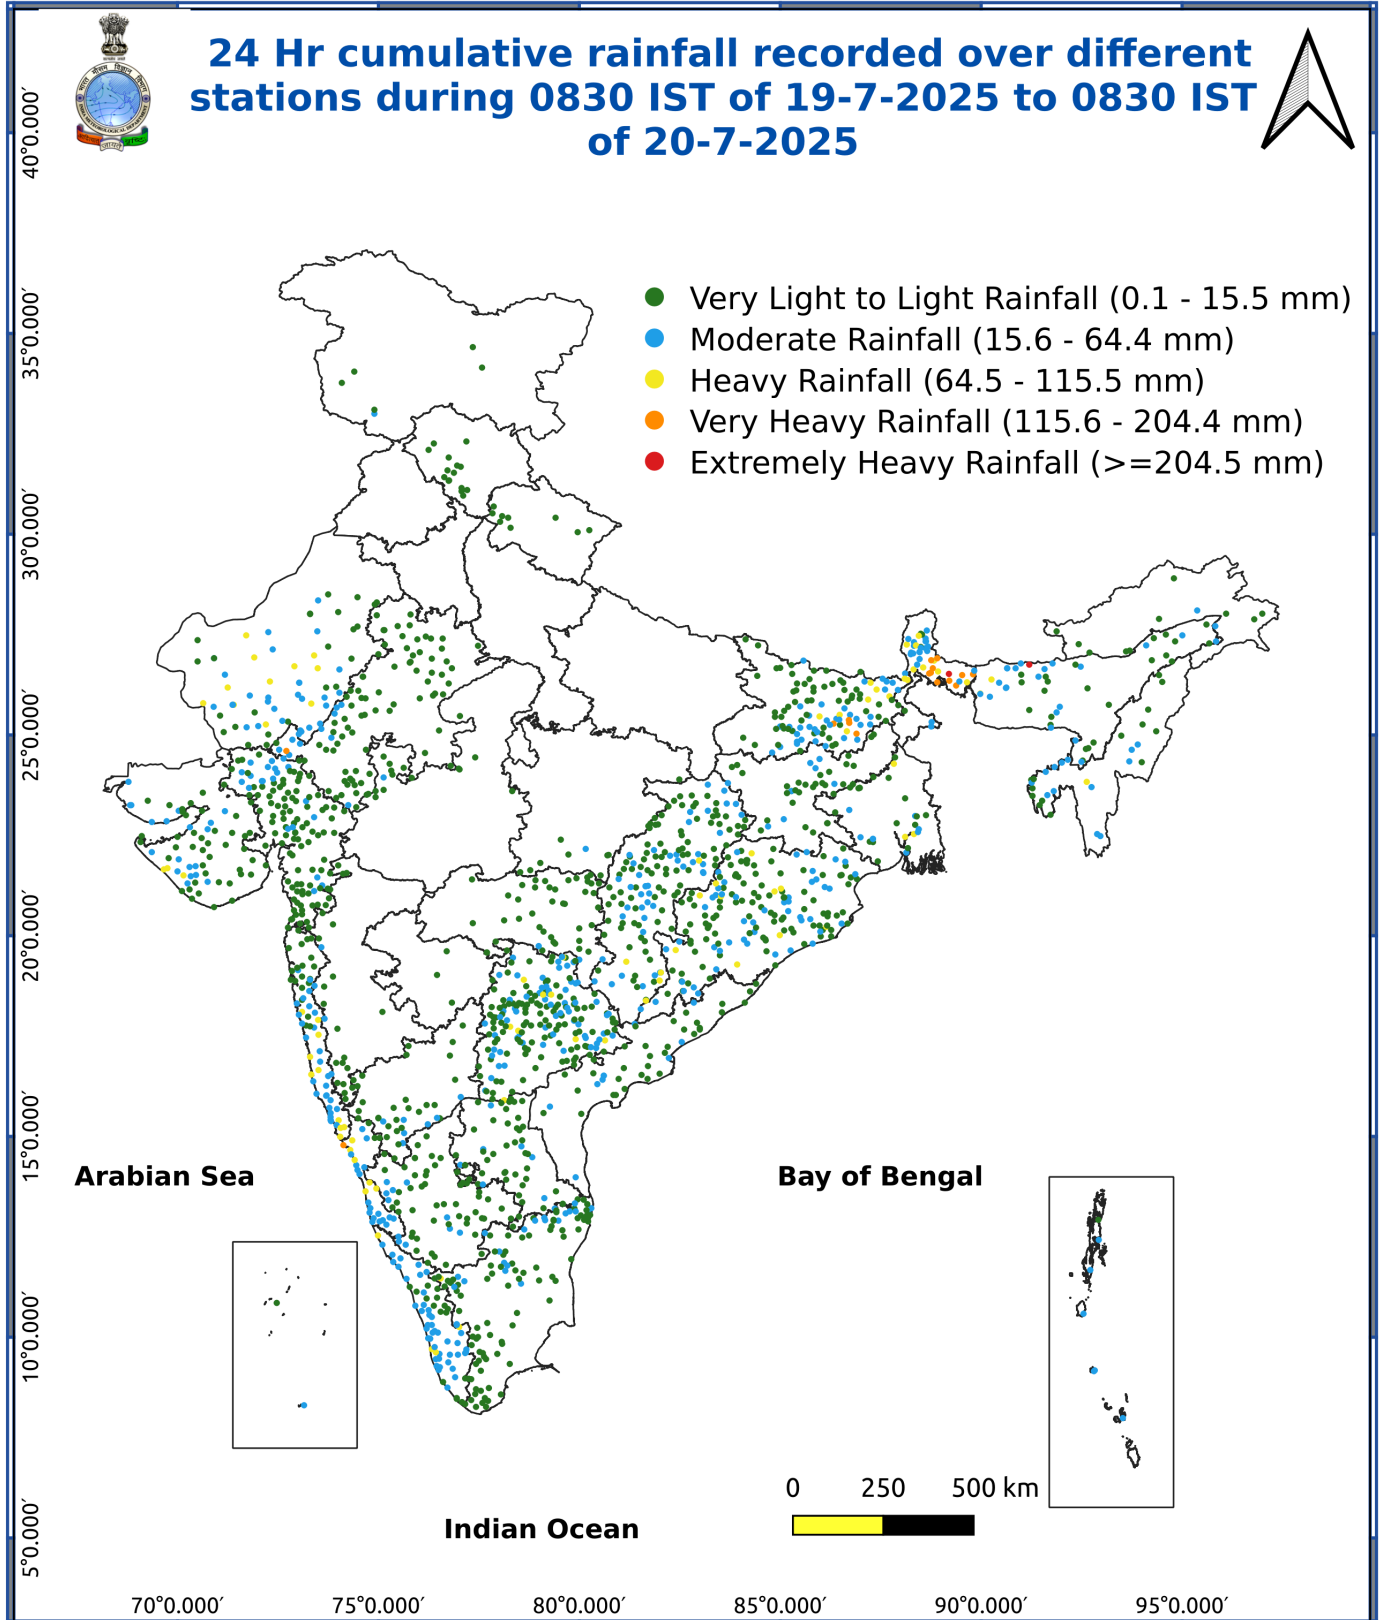 24 Hr cumulative rainfall recorded over different
stations during 0830 IST of 19-7-2025 to 0830 IST
of 20-7-2025
Very Light to Light Rainfall (0.1 - 15.5 mm)
Moderate Rainfall (15.6 - 64.4 mm)
Heavy Rainfall (64.5 - 115.5 mm)
Very Heavy Rainfall (115.6 - 204.4 mm)
Extremely Heavy Rainfall (>=204.5 mm)
40°0.000′
35°0.000′
30°0.000′
25°0.000′
20°0.000′
15°0.000′
10°0.000′
5°0.000′
Arabian Sea
Bay of Bengal
Indian Ocean
0 250 500 km
70°0.000′ 75°0.000′ 80°0.000′ 85°0.000′ 90°0.000′ 95°0.000′